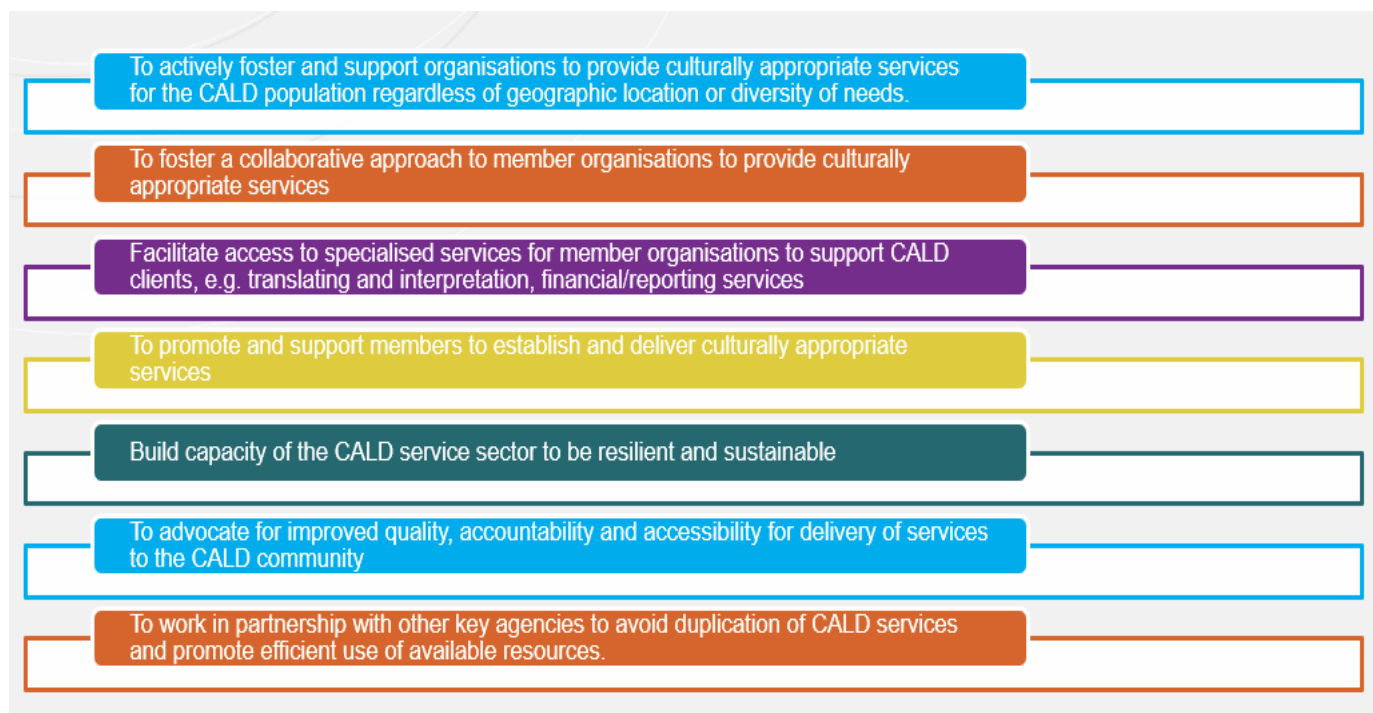 To actively foster and support organisations to provide culturally appropriate services
for the CALD population regardless of geographic location or diversity of needs.
To foster a collaborative approach to member organisations to provide culturally
appropriate services
Facilitate access to specialised services for member organisations to support CALD
clients, e.g. translating and interpretation, financial/reporting services
To promote and support members to establish and deliver culturally appropriate
services
Build capacity of the CALD service sector to be resilient and sustainable
To advocate for improved quality, accountability and accessibility for delivery of services
to the CALD community
To work in partnership with other key agencies to avoid duplication of CALD services
and promote efficient use of available resources.